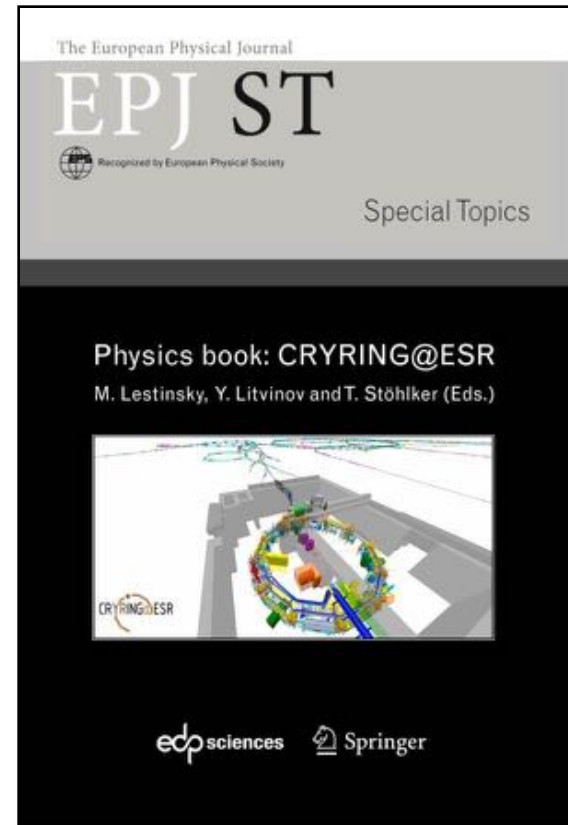 The European Physical Journal
EPJ ST
EPS Recognized by European Physical Society
Special Topics
Physics book: CRYRING@ESR
M. Lestinsky, Y. Litvinov and T. Stöhlker (Eds.)
CRYRING@ESR
edp sciences Springer